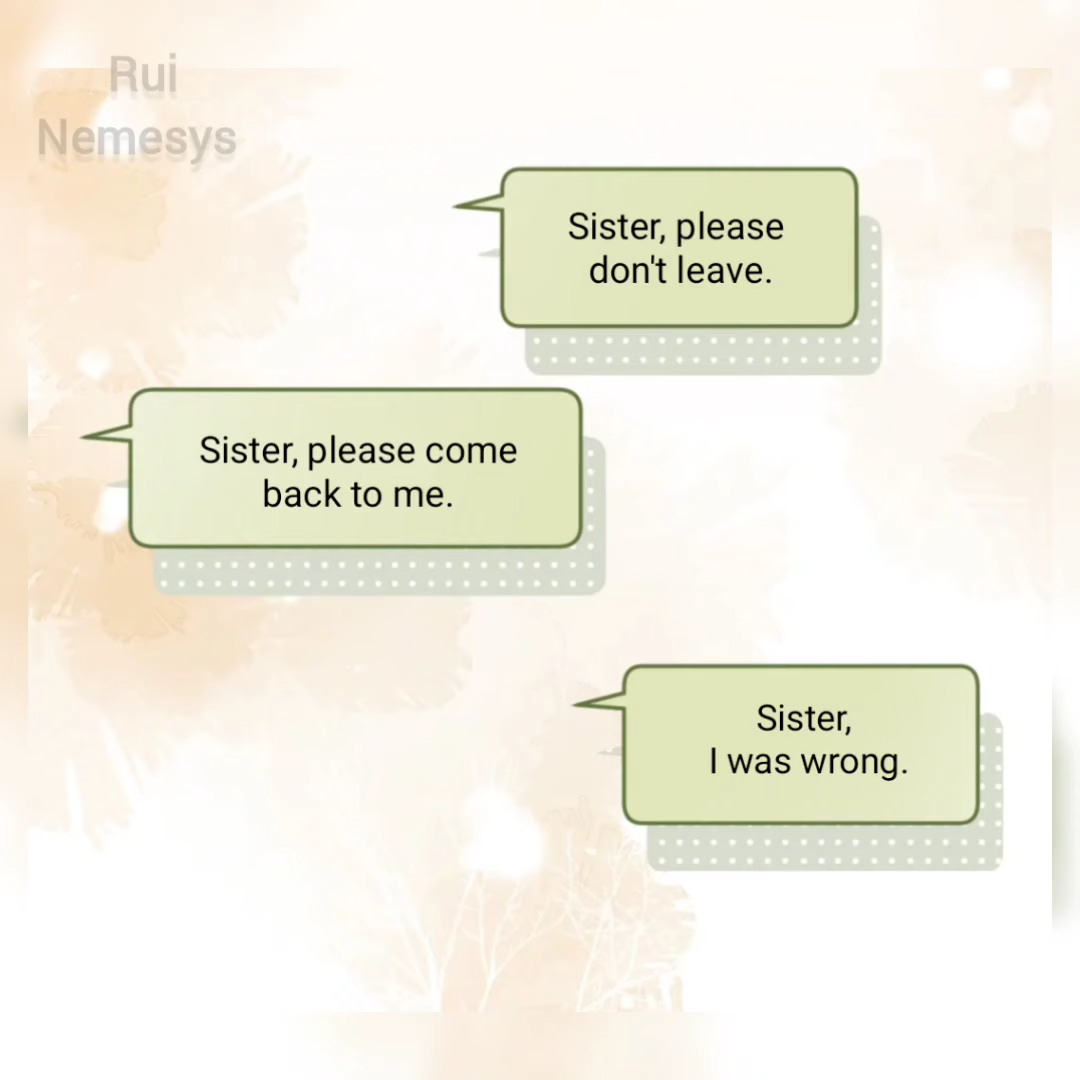 Rui
Nemesys
Sister, please
don't leave.
Sister, please come
back to me.
Sister,
I was wrong.